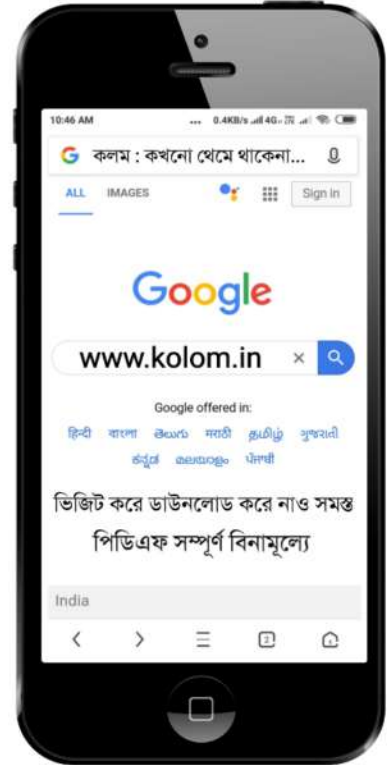 10:46 AM ... 0.4KB/s 4G
G কলম : কখনো থেমে থাকেনা...
ALL IMAGES Sign in
Google
www.kolom.in ×
Google offered in:
हिन्दी বাংলা తెలుగు मराठी தமிழ் ગુજરાતી
ಕನ್ನಡ മലയാളം ਪੰਜਾਬੀ
ভিজিট করে ডাউনলোড করে নাও সমস্ত
পিডিএফ সম্পূর্ণ বিনামূল্যে
India
2